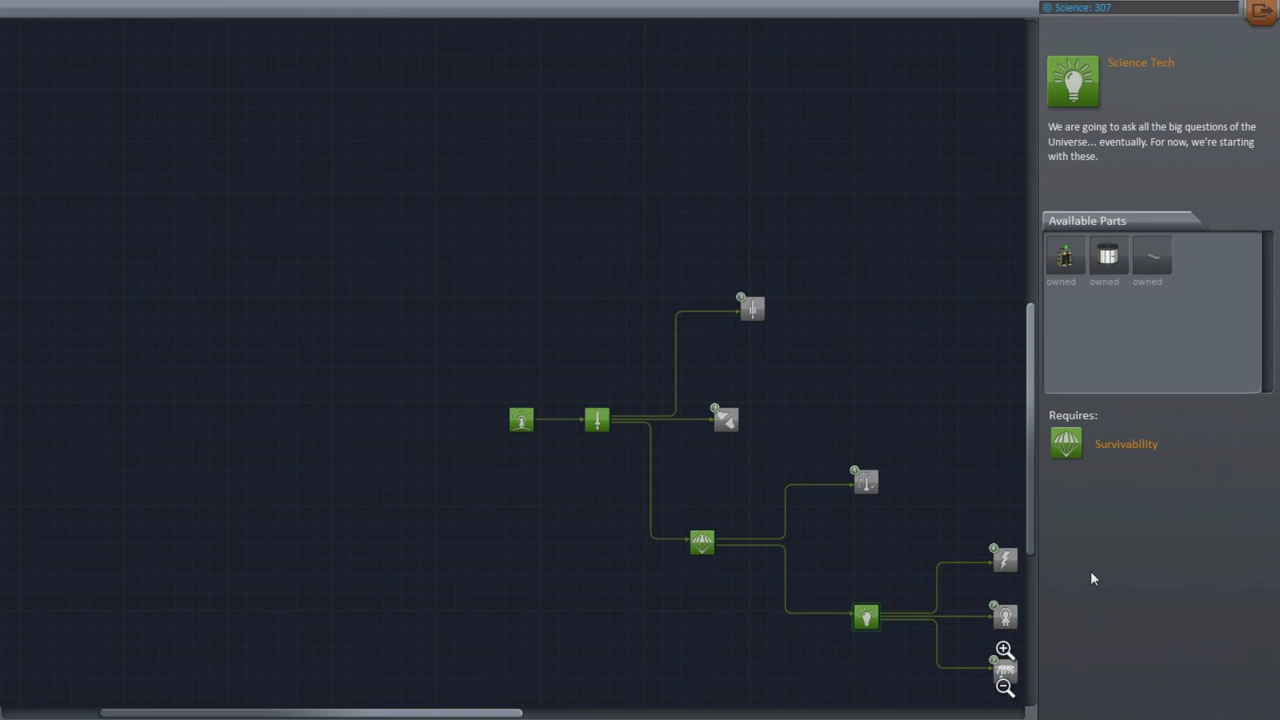 Science: 307
Science Tech
We are going to ask all the big questions of the
Universe... eventually. For now, we're starting
with these.
Available Parts
owned owned owned
Requires:
Survivability